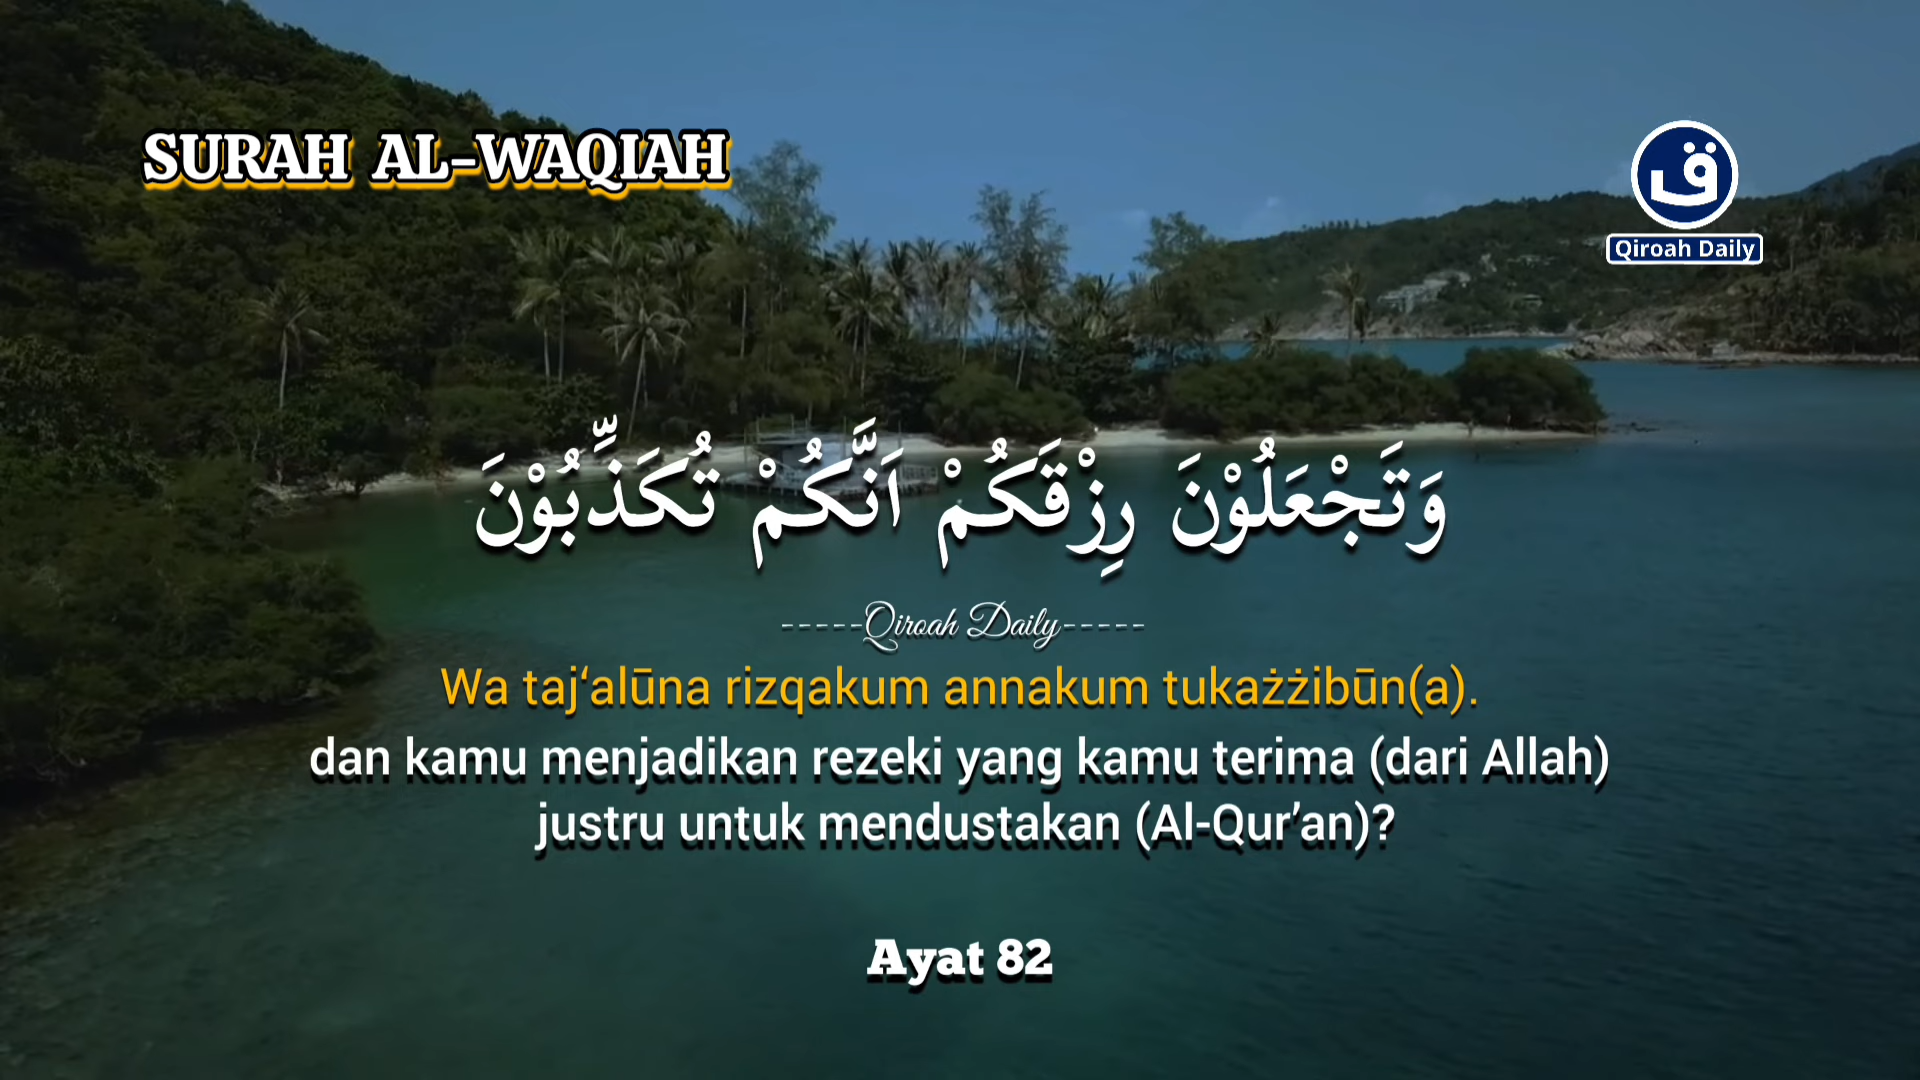 SURAH AL-WAQIAH
ق
Qiroah Daily
وَتَجْعَلُوْنَ رِزْقَكُمْ اَنَّكُمْ تُكَذِّبُوْنَ
-----Qiroah Daily-----
Wa taj‘alūna rizqakum annakum tukażżibūn(a).
dan kamu menjadikan rezeki yang kamu terima (dari Allah)
justru untuk mendustakan (Al-Qur’an)?
Ayat 82